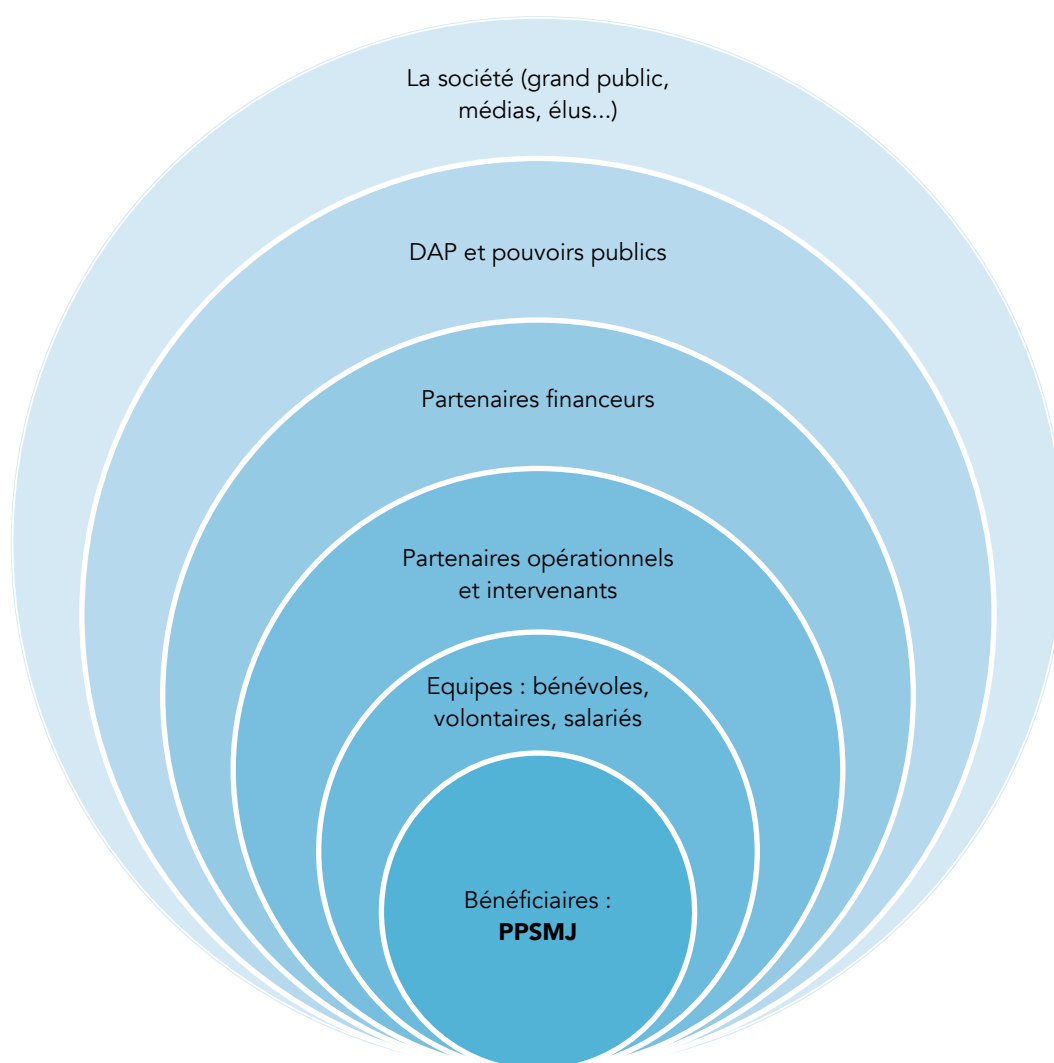 La société (grand public,
médias, élus...)
DAP et pouvoirs publics
Partenaires financeurs
Partenaires opérationnels
et intervenants
Equipes : bénévoles,
volontaires, salariés
Bénéficiaires :
PPSMJ